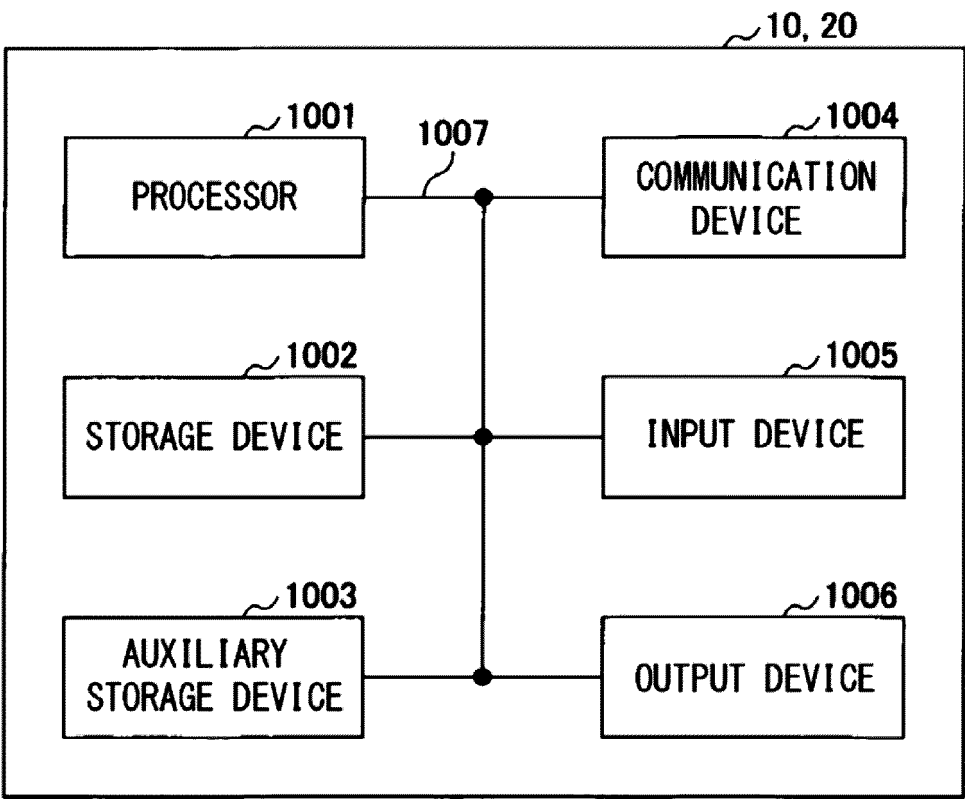 10, 20
1001
PROCESSOR
1007
1004
COMMUNICATION
DEVICE
1002
STORAGE DEVICE
1005
INPUT DEVICE
1003
AUXILIARY
STORAGE DEVICE
1006
OUTPUT DEVICE